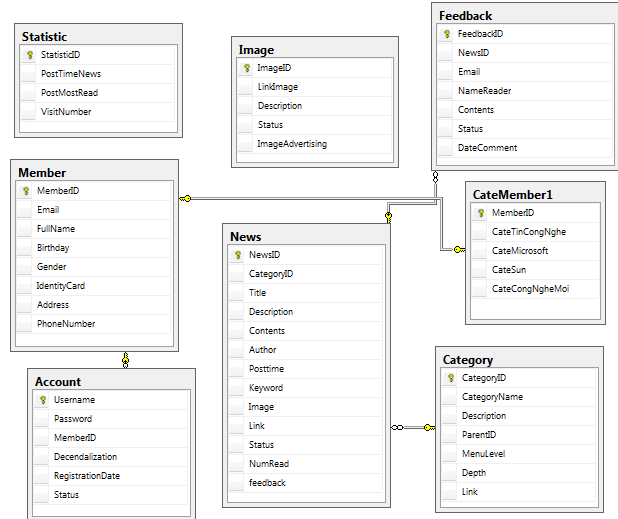 Statistic
StatisticID
PostTimeNews
PostMostRead
VisitNumber
Image
ImageID
LinkImage
Description
Status
ImageAdvertising
Feedback
FeedbackID
NewsID
Email
NameReader
Contents
Status
DateComment
Member
MemberID
Email
FullName
Birthday
Gender
IdentityCard
Address
PhoneNumber
News
NewsID
CategoryID
Title
Description
Contents
Author
Posttime
Keyword
Image
Link
Status
NumRead
feedback
CateMember1
MemberID
CateTinCongNghe
CateMicrosoft
CateSun
CateCongNgheMoi
Account
Username
Password
MemberID
Decendalization
RegistrationDate
Status
Category
CategoryID
CategoryName
Description
ParentID
MenuLevel
Depth
Link